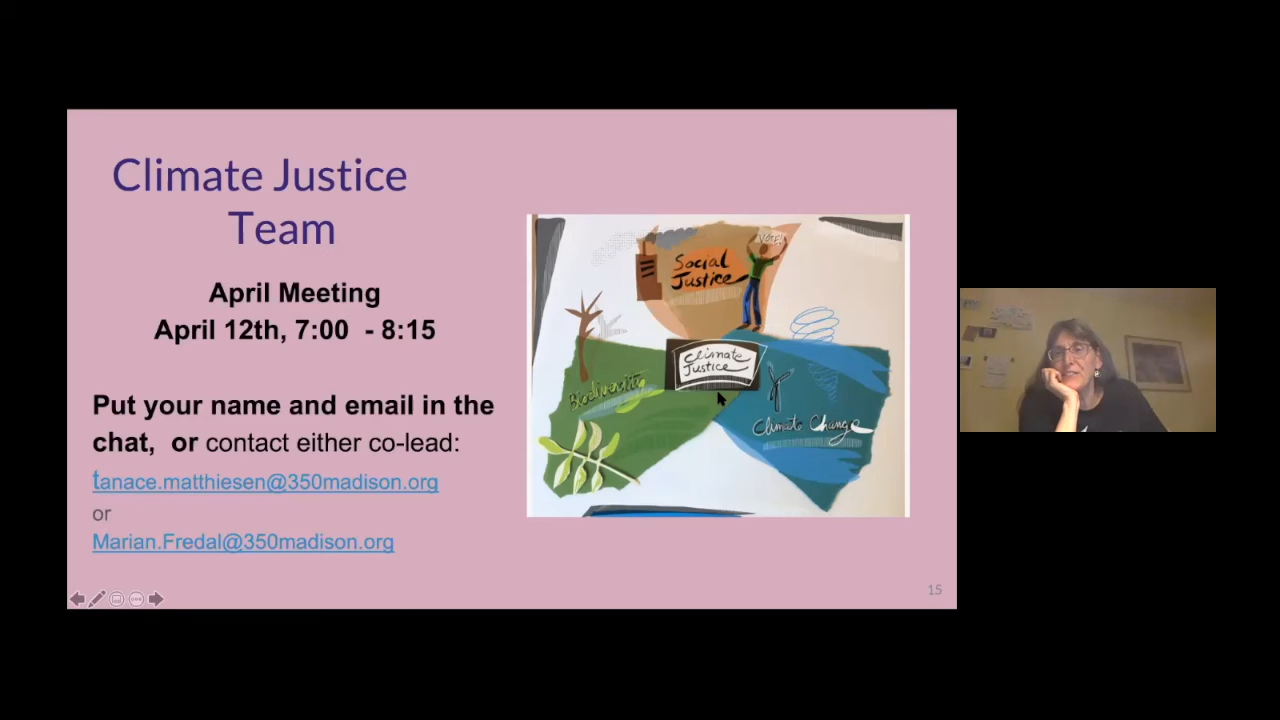 Climate Justice
Team
April Meeting
April 12th, 7:00 - 8:15
Put your name and email in the
chat, or contact either co-lead:
tanace.matthiesen@350madison.org
or
Marian.Fredal@350madison.org
VOTE!
Social
Justice
Climate
Justice
Biodiversity
Climate Change
15